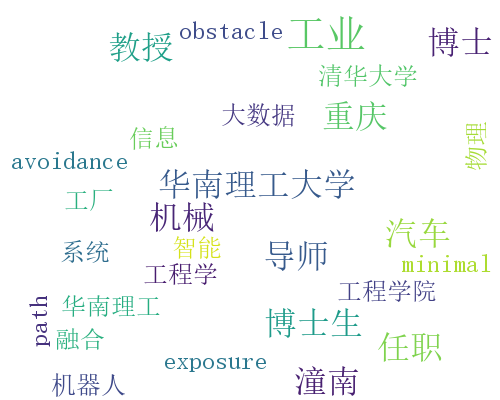 obstacle
工业
教授
博士
清华大学
大数据
重庆
信息
物理
avoidance
华南理工大学
工厂
机械
汽车
系统
智能
导师
minimal
工程学
工程学院
path
华南理工
博士生
融合
任职
exposure
机器人
潼南